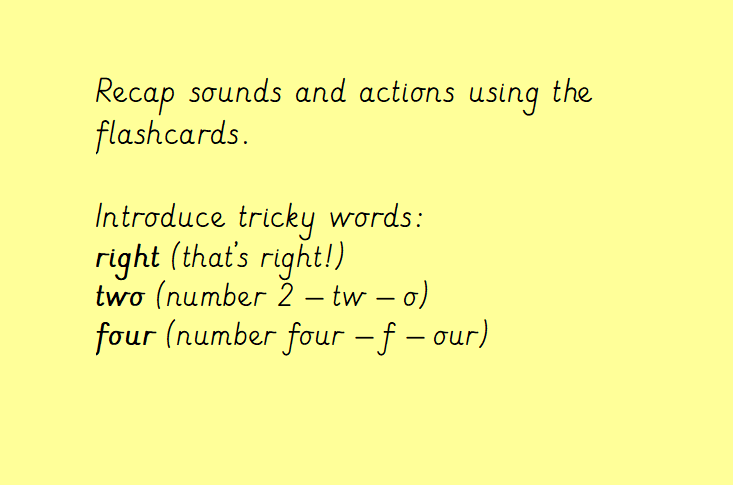 Recap sounds and actions using the
flashcards.
Introduce tricky words:
right (that's right!)
two (number 2 – tw – o)
four (number four – f – our)